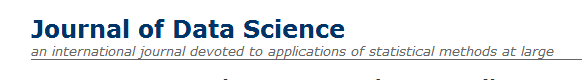 Journal of Data Science
an international journal devoted to applications of statistical methods at large